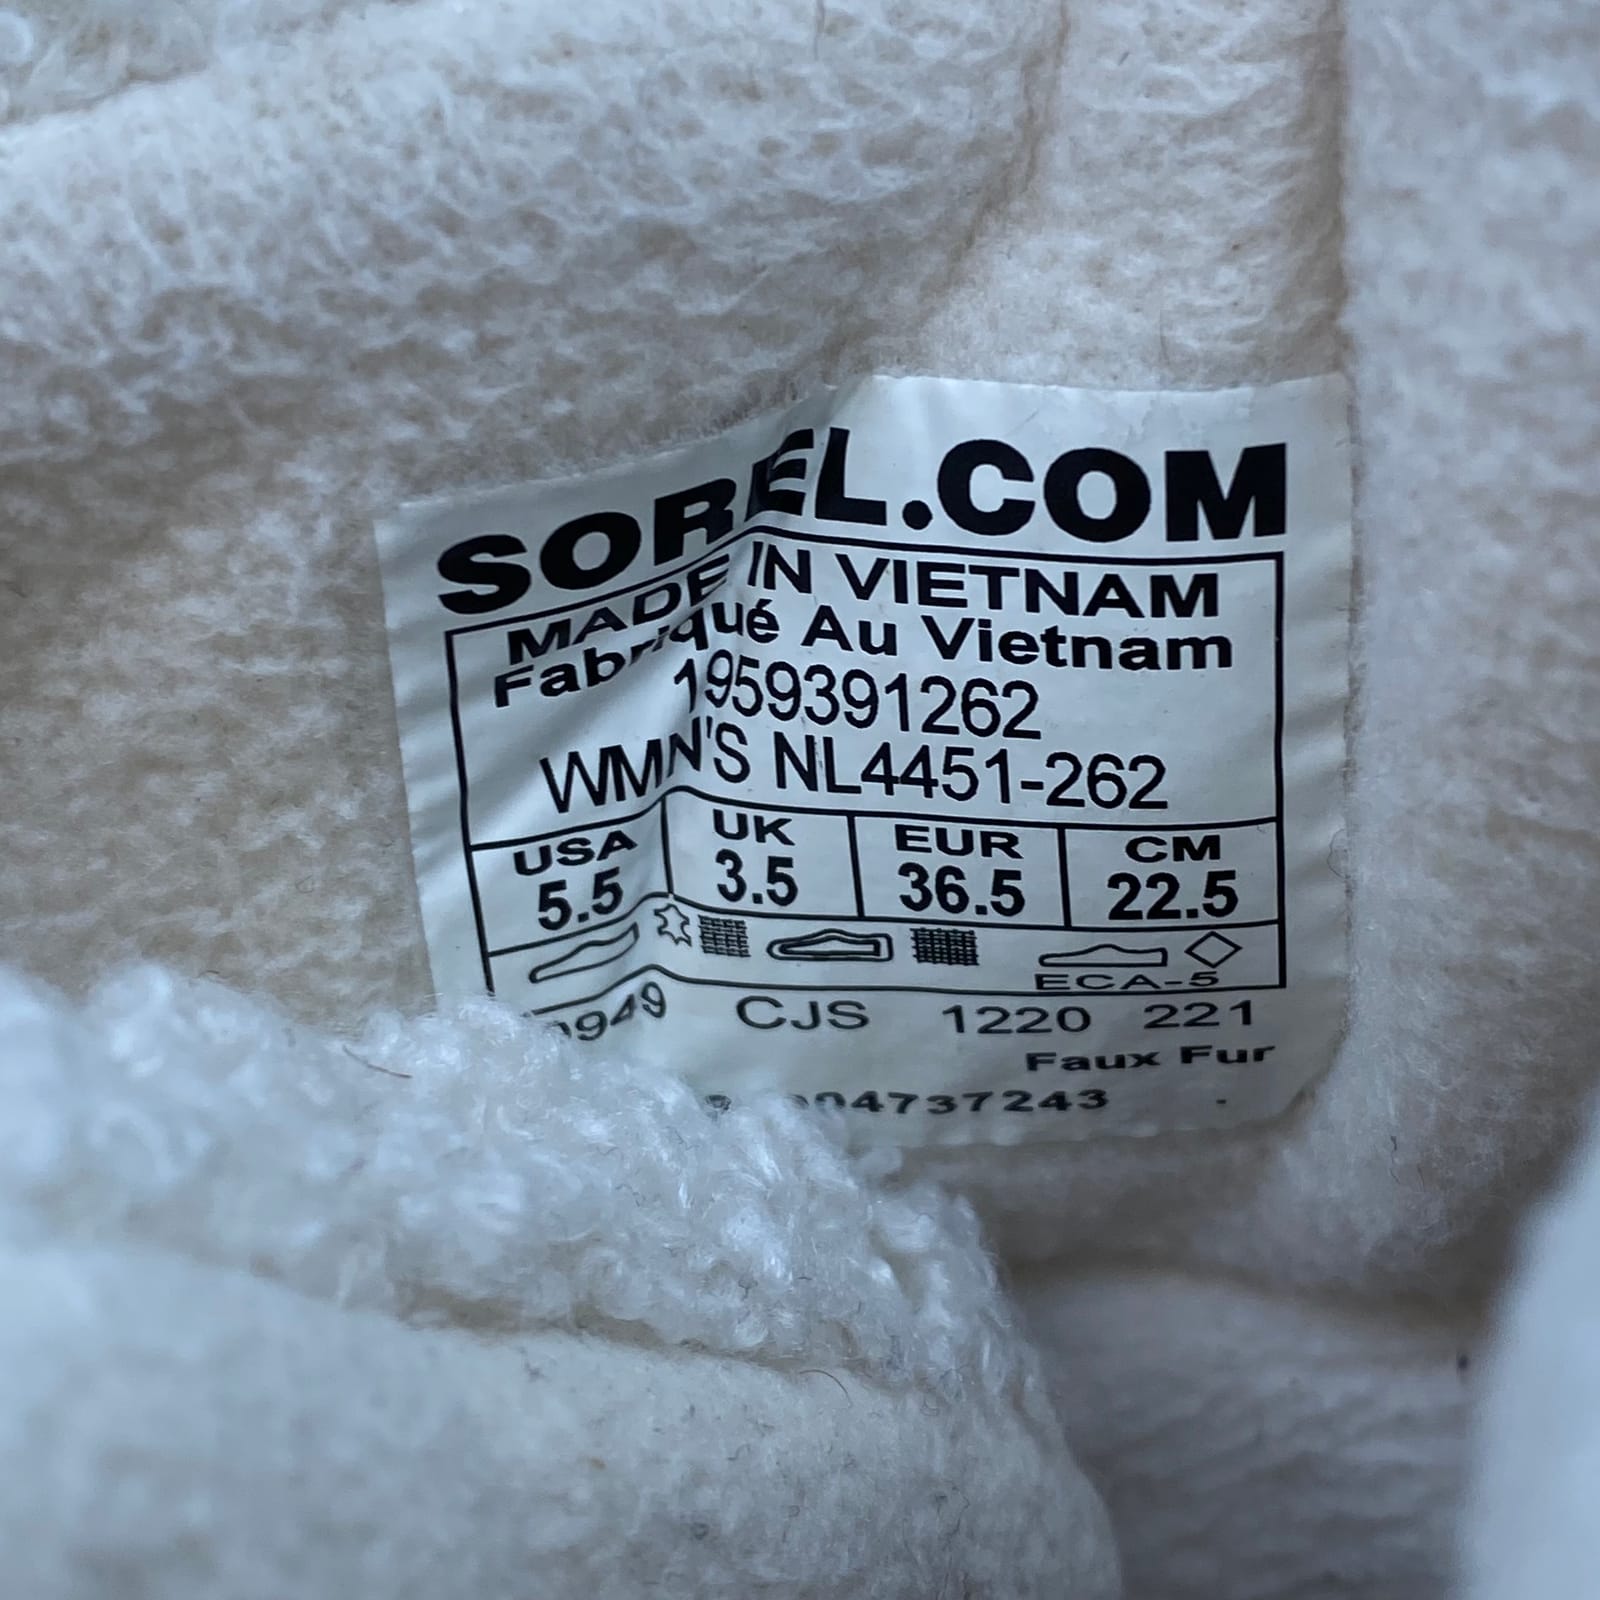 SOREL.COM
MADE IN VIETNAM
Fabriqué Au Vietnam
1959391262
WMN'S NL4451-262
USA UK EUR CM
5.5 3.5 36.5 22.5
ECA-5
CJS 1220 221
Faux Fur